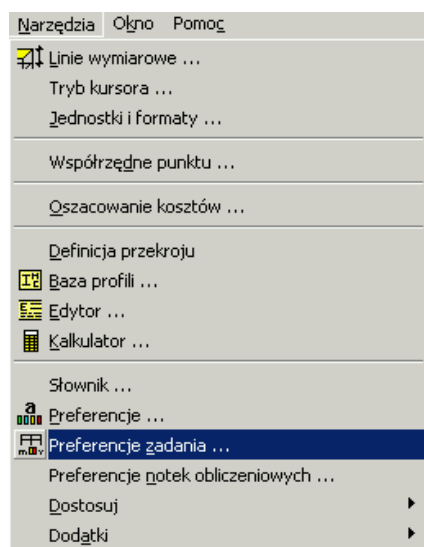 Narzędzia Okno Pomoc
Linie wymiarowe ...
Tryb kursora ...
Jednostki i formaty ...
Współrzędne punktu ...
Oszacowanie kosztów ...
Definicja przekroju
Baza profili ...
Edytor ...
Kalkulator ...
Słownik ...
Preferencje ...
Preferencje zadania ...
Preferencje notek obliczeniowych ...
Dostosuj
Dodatki